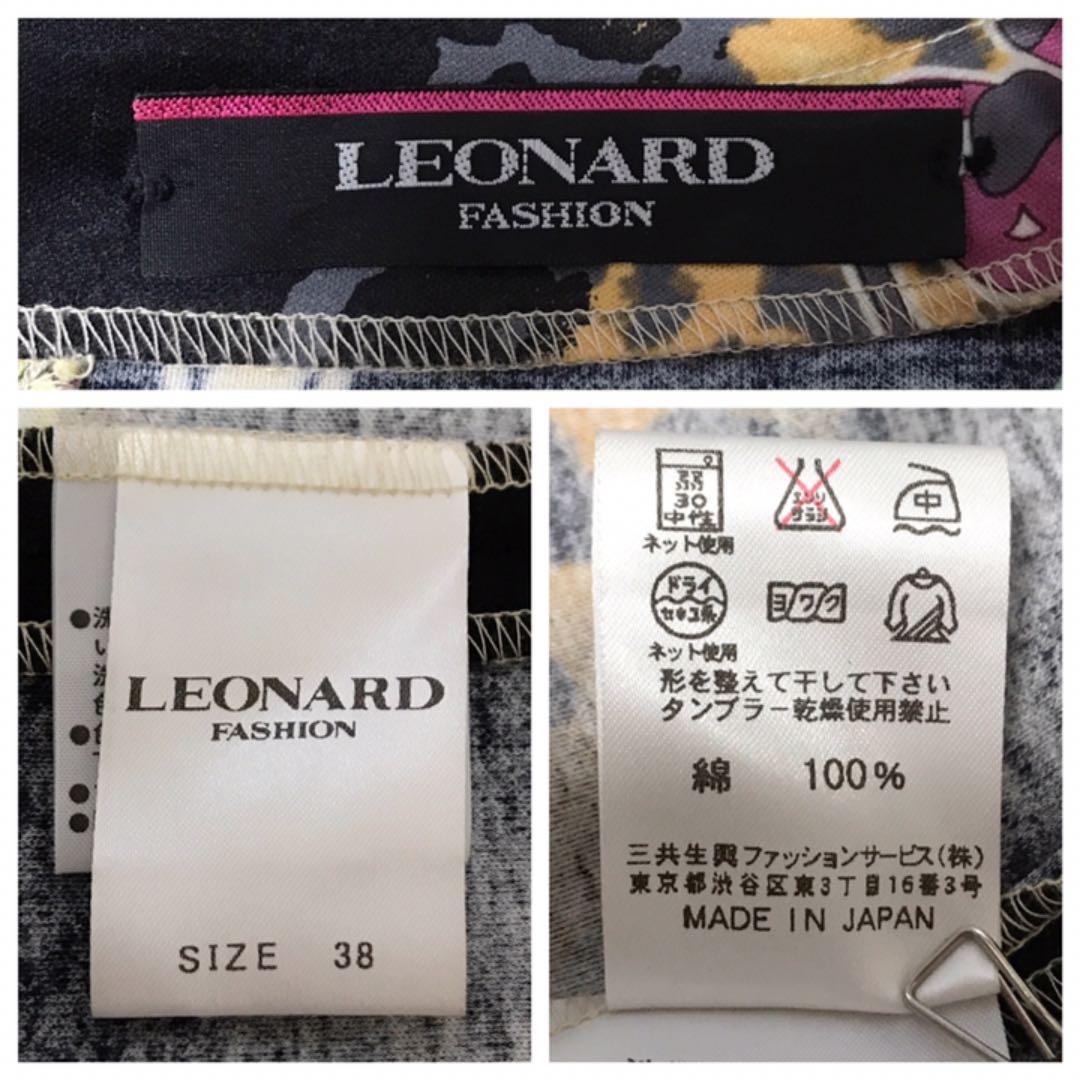 LEONARD
FASHION
●洗
い
●
●
●
LEONARD
FASHION
SIZE 38
弱
30
中性
ネット使用
エンソ
サラシ
中
ドライ
セキユ系
ネット使用
ヨワク
形を整えて干して下さい
タンブラー乾燥使用禁止
綿 100%
三共生興ファッションサービス(株)
東京都渋谷区東3丁目16番3号
MADE IN JAPAN